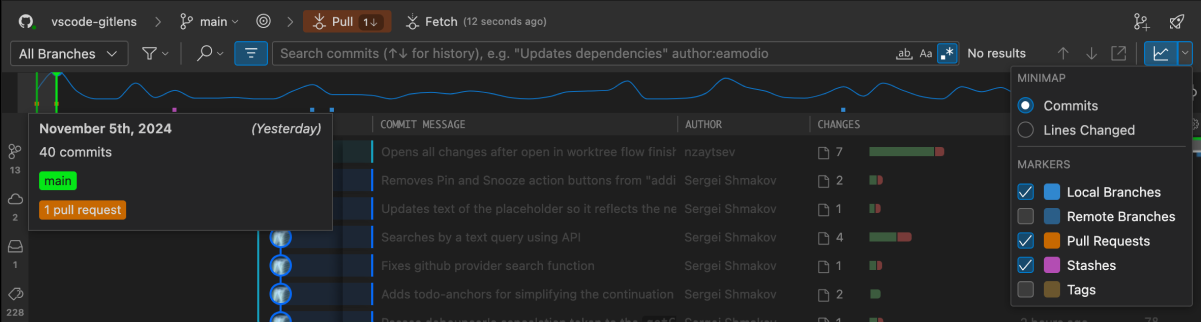 vscode-gitlens > main > Pull 1↓ Fetch (12 seconds ago)
All Branches Search commits (↑↓ for history), e.g. "Updates dependencies" author:eamodio ab Aa .* No results
MINIMAP
Commits
Lines Changed
MARKERS
Local Branches
Remote Branches
Pull Requests
Stashes
Tags
November 5th, 2024 (Yesterday)
40 commits
main
1 pull request
13
2
1
228
COMMIT MESSAGE AUTHOR CHANGES
Opens all changes after open in worktree flow finish nzaytsev 7
Removes Pin and Snooze action buttons from "addi Sergei Shmakov 2
Updates text of the placeholder so it reflects the ne Sergei Shmakov 1
Searches by a text query using API Sergei Shmakov 4
Fixes github provider search function Sergei Shmakov 1
Adds todo-anchors for simplifying the continuation Sergei Shmakov 2